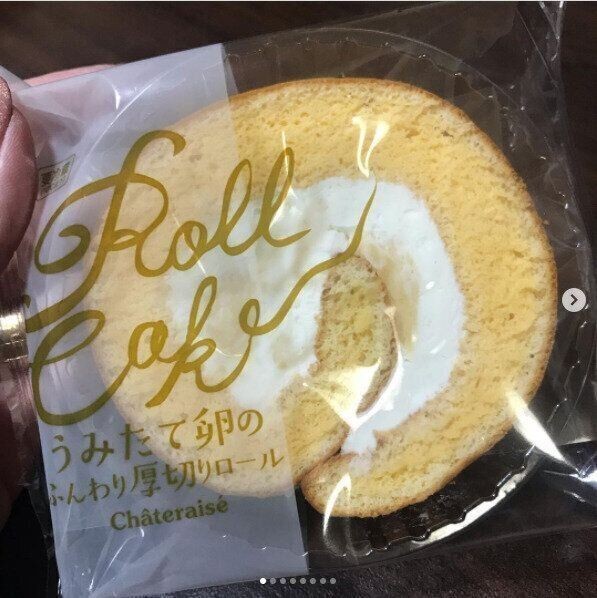 Roll
Cake
うみたて卵の
ふんわり厚切りロール
Châteraisé